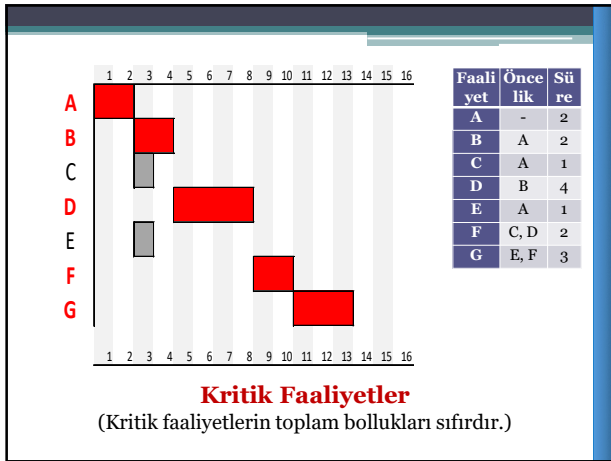 1 2 3 4 5 6 7 8 9 10 11 12 13 14 15 16
A
B
C
D
E
F
G
1 2 3 4 5 6 7 8 9 10 11 12 13 14 15 16
Faali Önce Sü
yet lik re
A - 2
B A 2
C A 1
D B 4
E A 1
F C, D 2
G E, F 3
Kritik Faaliyetler
(Kritik faaliyetlerin toplam bollukları sıfırdır.)